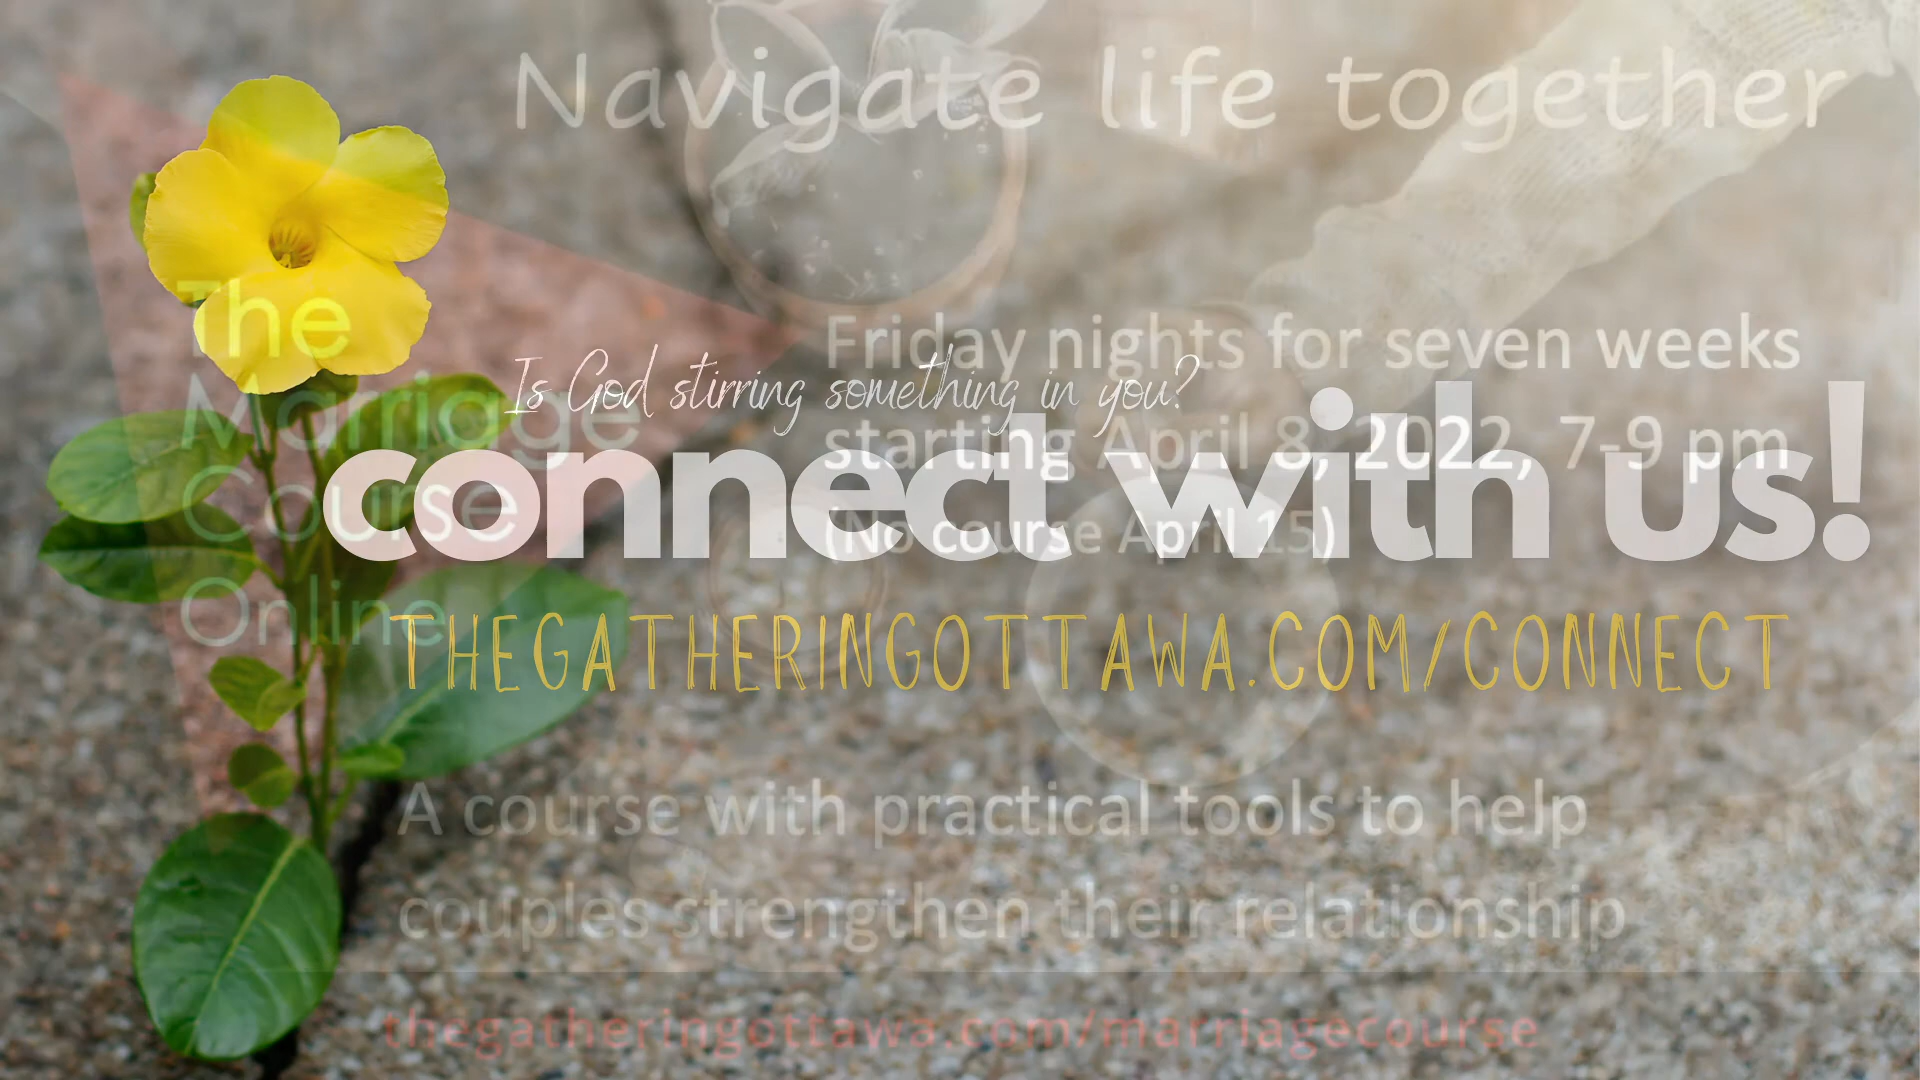 Navigate life together
The
Marriage
Course
Online
Friday nights for seven weeks
starting April 8, 2022, 7-9 pm
(No course April 15)
Is God stirring something in you?
connect with us!
THEGATHERINGOTTAWA.COM/CONNECT
A course with practical tools to help
couples strengthen their relationship
thegatheringottawa.com/marriagecourse